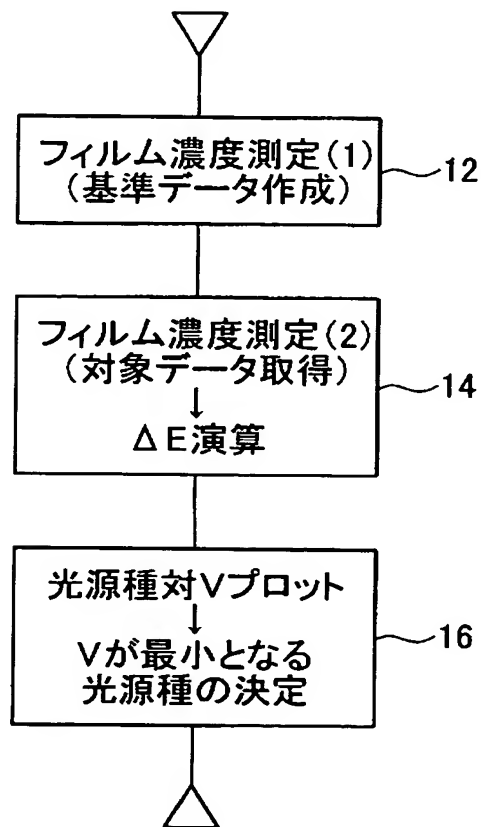 フィルム濃度測定(1)
(基準データ作成)
12
フィルム濃度測定(2)
(対象データ取得)
↓
ΔE演算
14
光源種対Vプロット
↓
Vが最小となる
光源種の決定
16